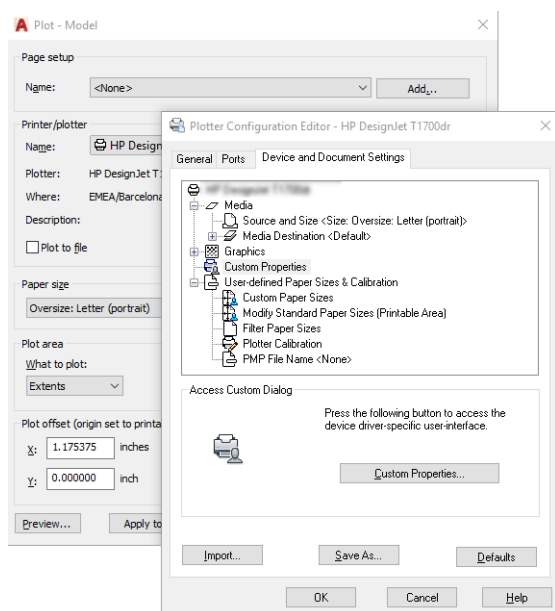 Plot - Model
Page setup
Name: <None> Add...
Printer/plotter
Name: HP Design
Plotter: HP DesignJet T1
Where: EMEA/Barcelona
Description:
Plot to file
Paper size
Oversize: Letter (portrait)
Plot area
What to plot:
Extents
Plot offset (origin set to printa
X: 1.175375 inches
Y: 0.000000 inch
Preview... Apply to
Plotter Configuration Editor - HP DesignJet T1700dr
General Ports Device and Document Settings
Media
Source and Size <Size: Oversize: Letter (portrait)>
Media Destination <Default>
Graphics
Custom Properties
User-defined Paper Sizes & Calibration
Custom Paper Sizes
Modify Standard Paper Sizes (Printable Area)
Filter Paper Sizes
Plotter Calibration
PMP File Name <None>
Access Custom Dialog
Press the following button to access the
device driver-specific user-interface.
Custom Properties...
Import... Save As... Defaults
OK Cancel Help